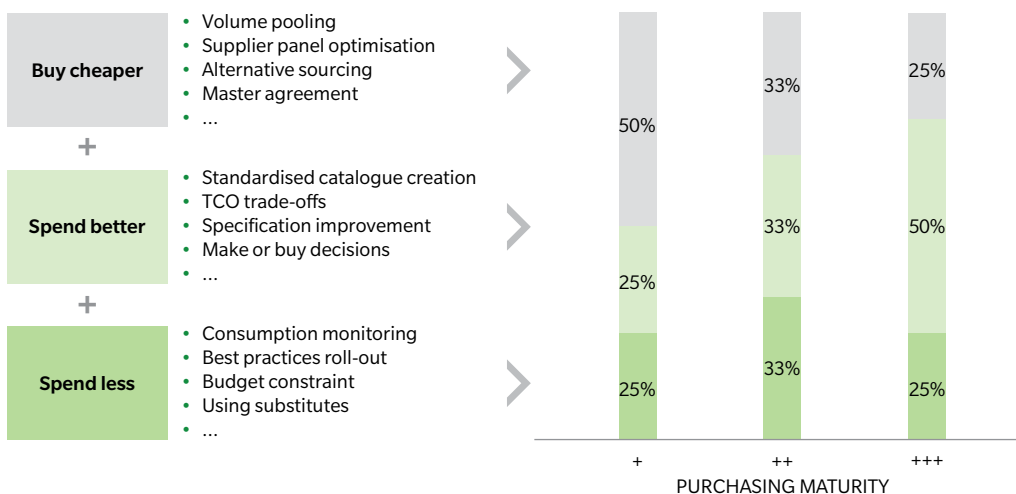 Buy cheaper
• Volume pooling
• Supplier panel optimisation
• Alternative sourcing
• Master agreement
• ...
+
Spend better
• Standardised catalogue creation
• TCO trade-offs
• Specification improvement
• Make or buy decisions
• ...
+
Spend less
• Consumption monitoring
• Best practices roll-out
• Budget constraint
• Using substitutes
• ...
50%
25%
25%
33%
33%
33%
25%
50%
25%
+
++
+++
PURCHASING MATURITY